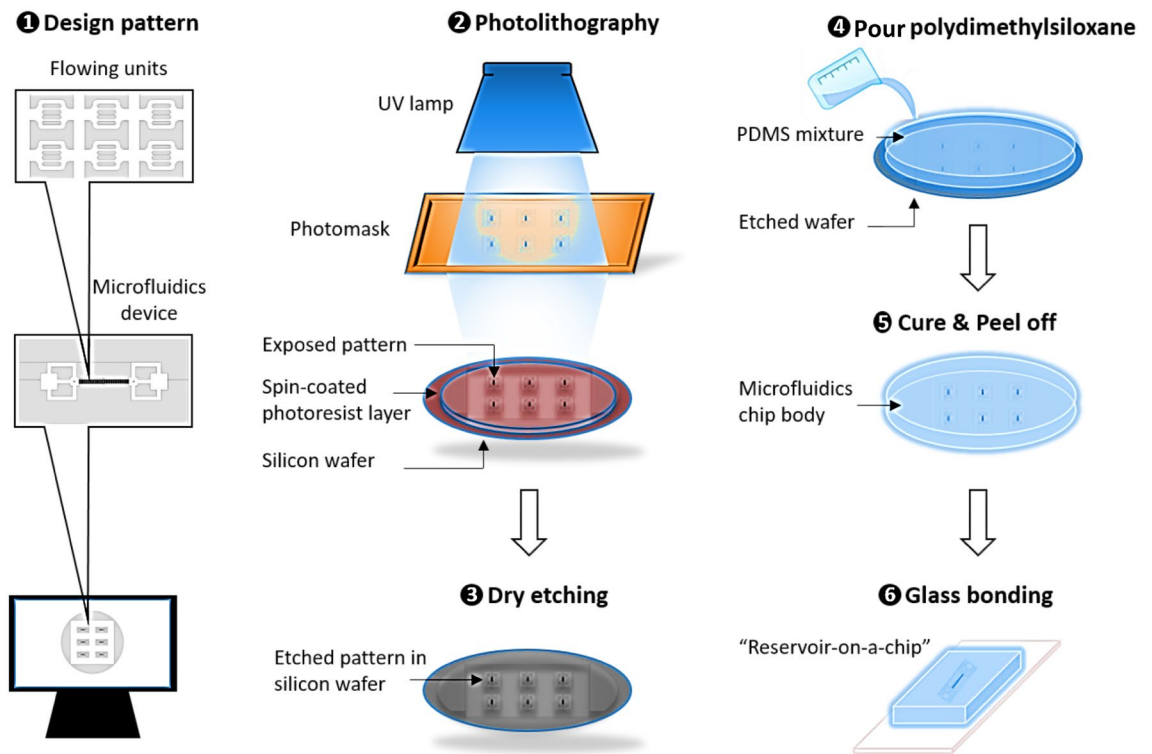 ❶ Design pattern
Flowing units
Microfluidics
device
❷ Photolithography
UV lamp
Photomask
Exposed pattern
Spin-coated
photoresist layer
Silicon wafer
❸ Dry etching
Etched pattern in
silicon wafer
❹ Pour polydimethylsiloxane
PDMS mixture
Etched wafer
❺ Cure & Peel off
Microfluidics
chip body
❻ Glass bonding
“Reservoir-on-a-chip”